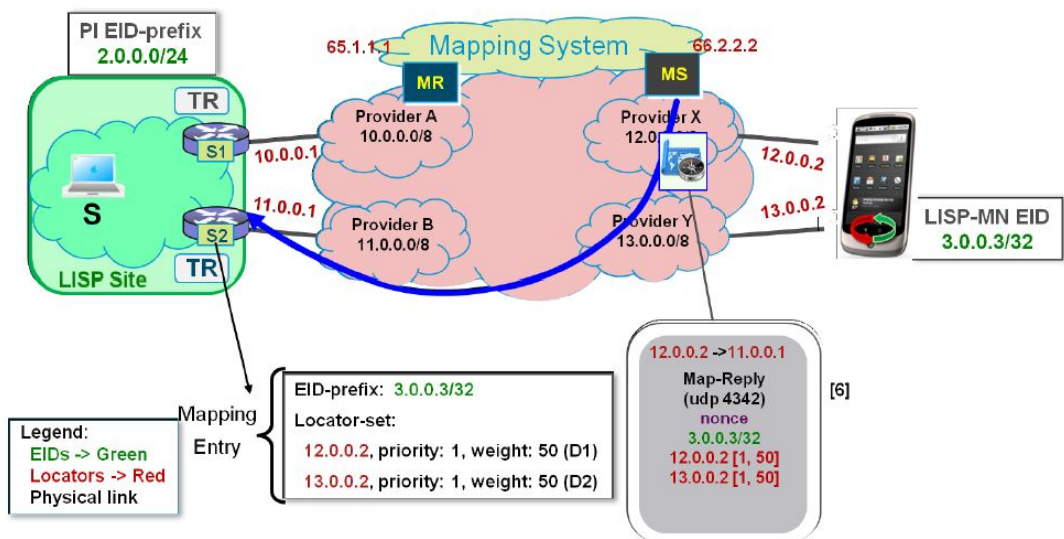 PI EID-prefix
2.0.0.0/24
65.1.1.1
Mapping System
66.2.2.2
MR
MS
TR
S1
10.0.0.1
Provider A
10.0.0.0/8
Provider X
12.0.0.2
S
11.0.0.1
S2
Provider B
11.0.0.0/8
Provider Y
13.0.0.0/8
13.0.0.2
LISP-MN EID
3.0.0.3/32
TR
LISP Site
12.0.0.2 ->11.0.0.1
Map-Reply
(udp 4342)
nonce
3.0.0.3/32
12.0.0.2 [1, 50]
13.0.0.2 [1, 50]
[6]
Mapping
Entry
EID-prefix: 3.0.0.3/32
Locator-set:
12.0.0.2, priority: 1, weight: 50 (D1)
13.0.0.2, priority: 1, weight: 50 (D2)
Legend:
EIDs -> Green
Locators -> Red
Physical link